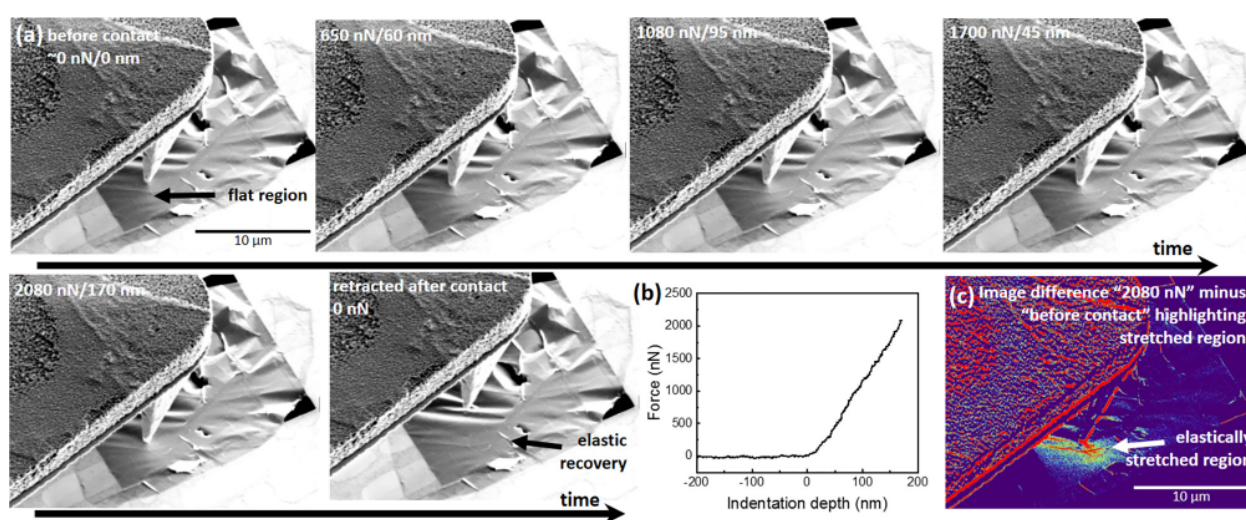 (a) before contact
~0 nN/0 nm
flat region
10 µm
650 nN/60 nm
1080 nN/95 nm
1700 nN/45 nm
time
2080 nN/170 nm
retracted after contact
0 nN
elastic
recovery
time
(b)
2500
2000
1500
1000
500
0
Force (nN)
-200
-100
0
100
200
Indentation depth (nm)
(c) Image difference “2080 nN” minus
“before contact” highlighting
stretched region
elastically
stretched region
10 µm